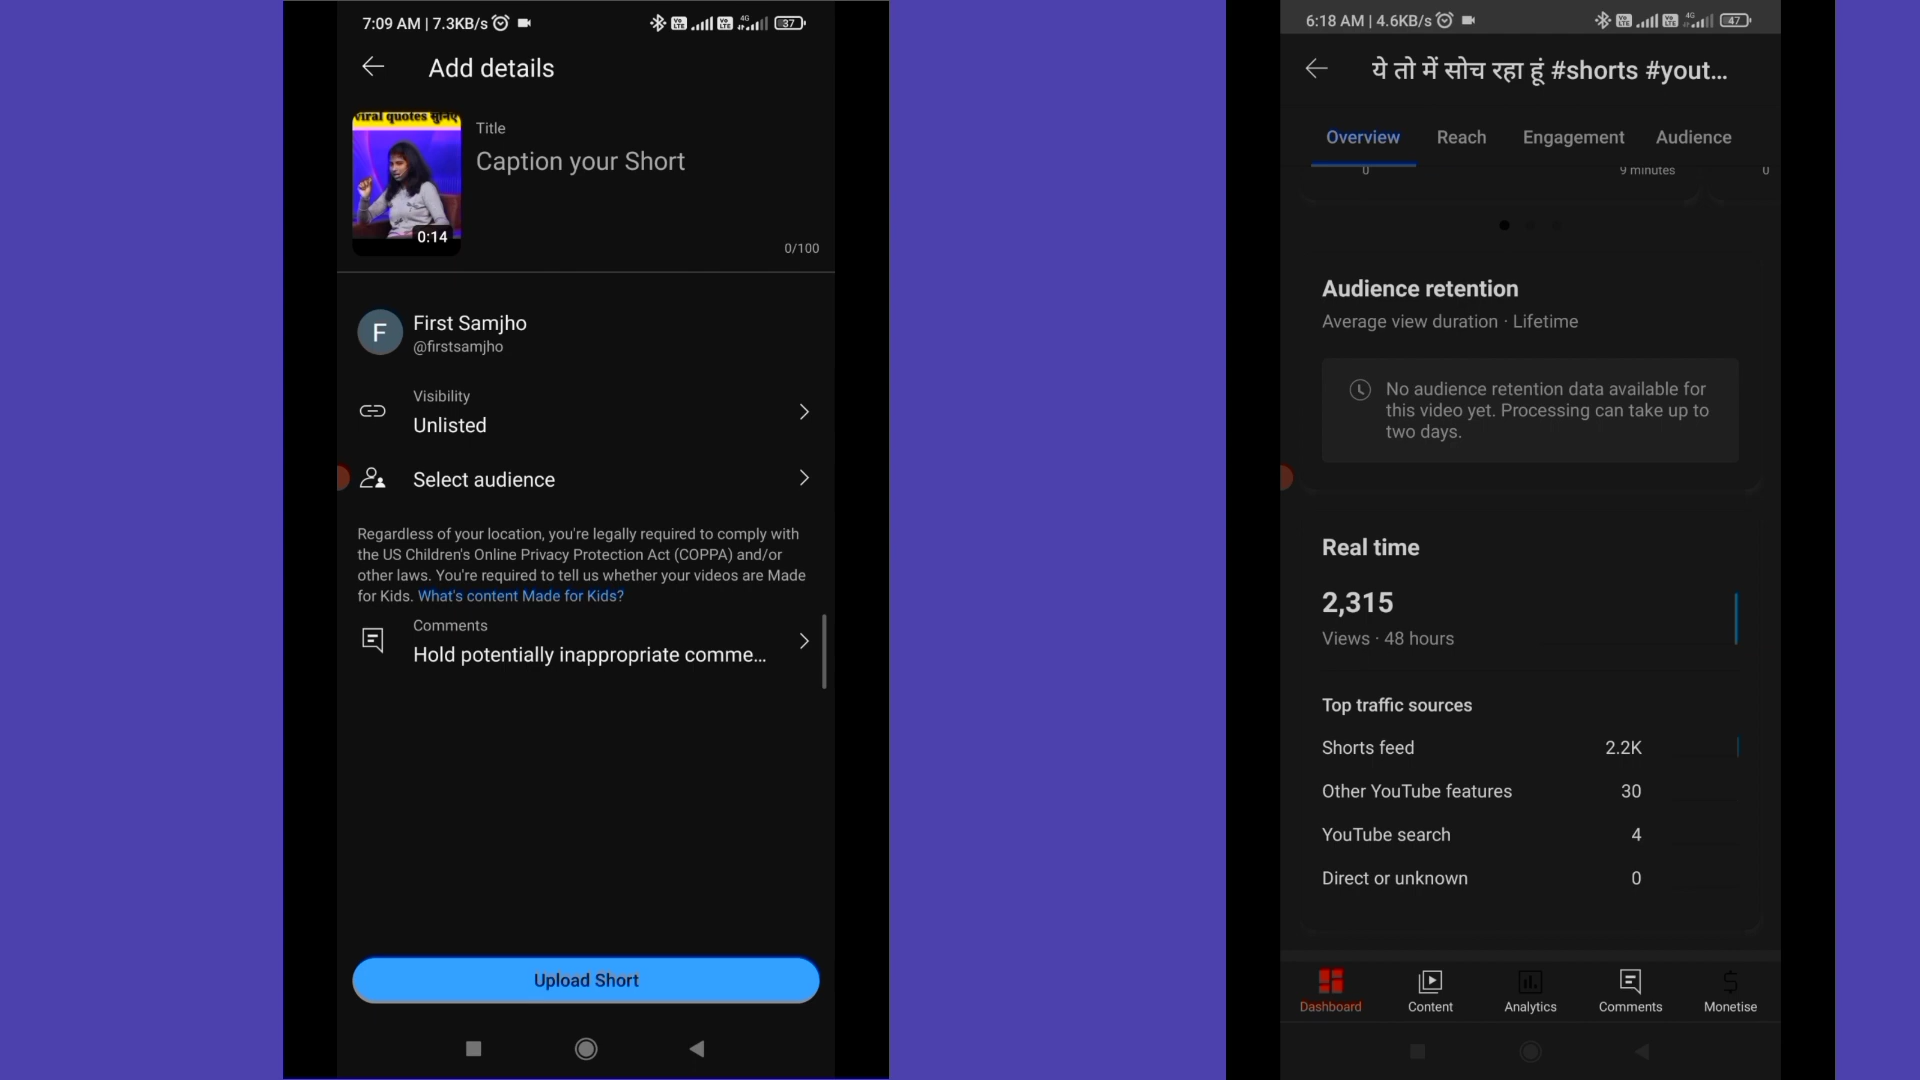 7:09 AM | 7.3KB/s
37
Add details
viral quotes सुनिए
0:14
Title
Caption your Short
0/100
F
First Samjho
@firstsamjho
Visibility
Unlisted
Select audience
Regardless of your location, you're legally required to comply with
the US Children's Online Privacy Protection Act (COPPA) and/or
other laws. You're required to tell us whether your videos are Made
for Kids. What's content Made for Kids?
Comments
Hold potentially inappropriate comme...
Upload Short
6:18 AM | 4.6KB/s
4G
47
ये तो में सोच रहा हूं #shorts #yout...
Overview
Reach
Engagement
Audience
0
9 minutes
0
Audience retention
Average view duration · Lifetime
No audience retention data available for
this video yet. Processing can take up to
two days.
Real time
2,315
Views · 48 hours
Top traffic sources
Shorts feed 2.2K
Other YouTube features 30
YouTube search 4
Direct or unknown 0
Dashboard
Content
Analytics
Comments
Monetise